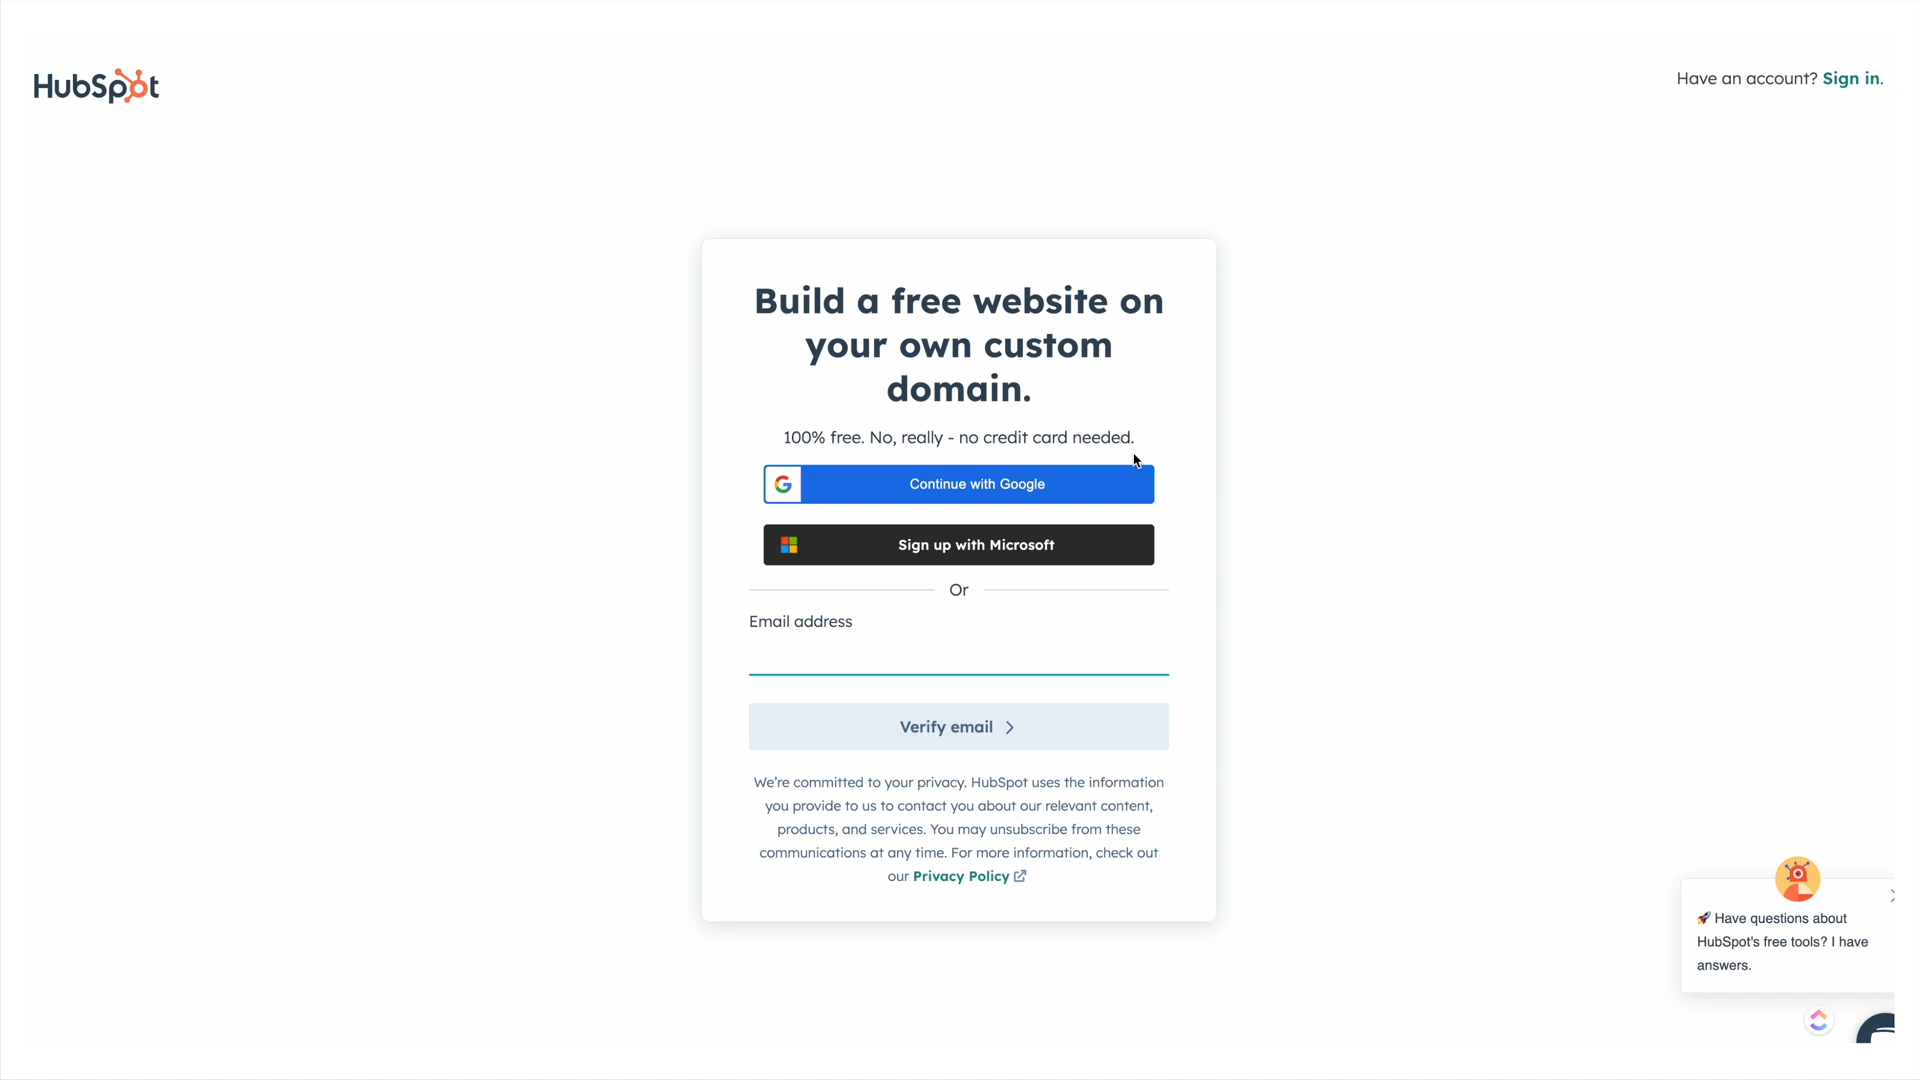 HubSpot
Have an account? Sign in.
Build a free website on
your own custom
domain.
100% free. No, really - no credit card needed.
Continue with Google
Sign up with Microsoft
Or
Email address
Verify email
We're committed to your privacy. HubSpot uses the information
you provide to us to contact you about our relevant content,
products, and services. You may unsubscribe from these
communications at any time. For more information, check out
our Privacy Policy
🚀 Have questions about
HubSpot's free tools? I have
answers.